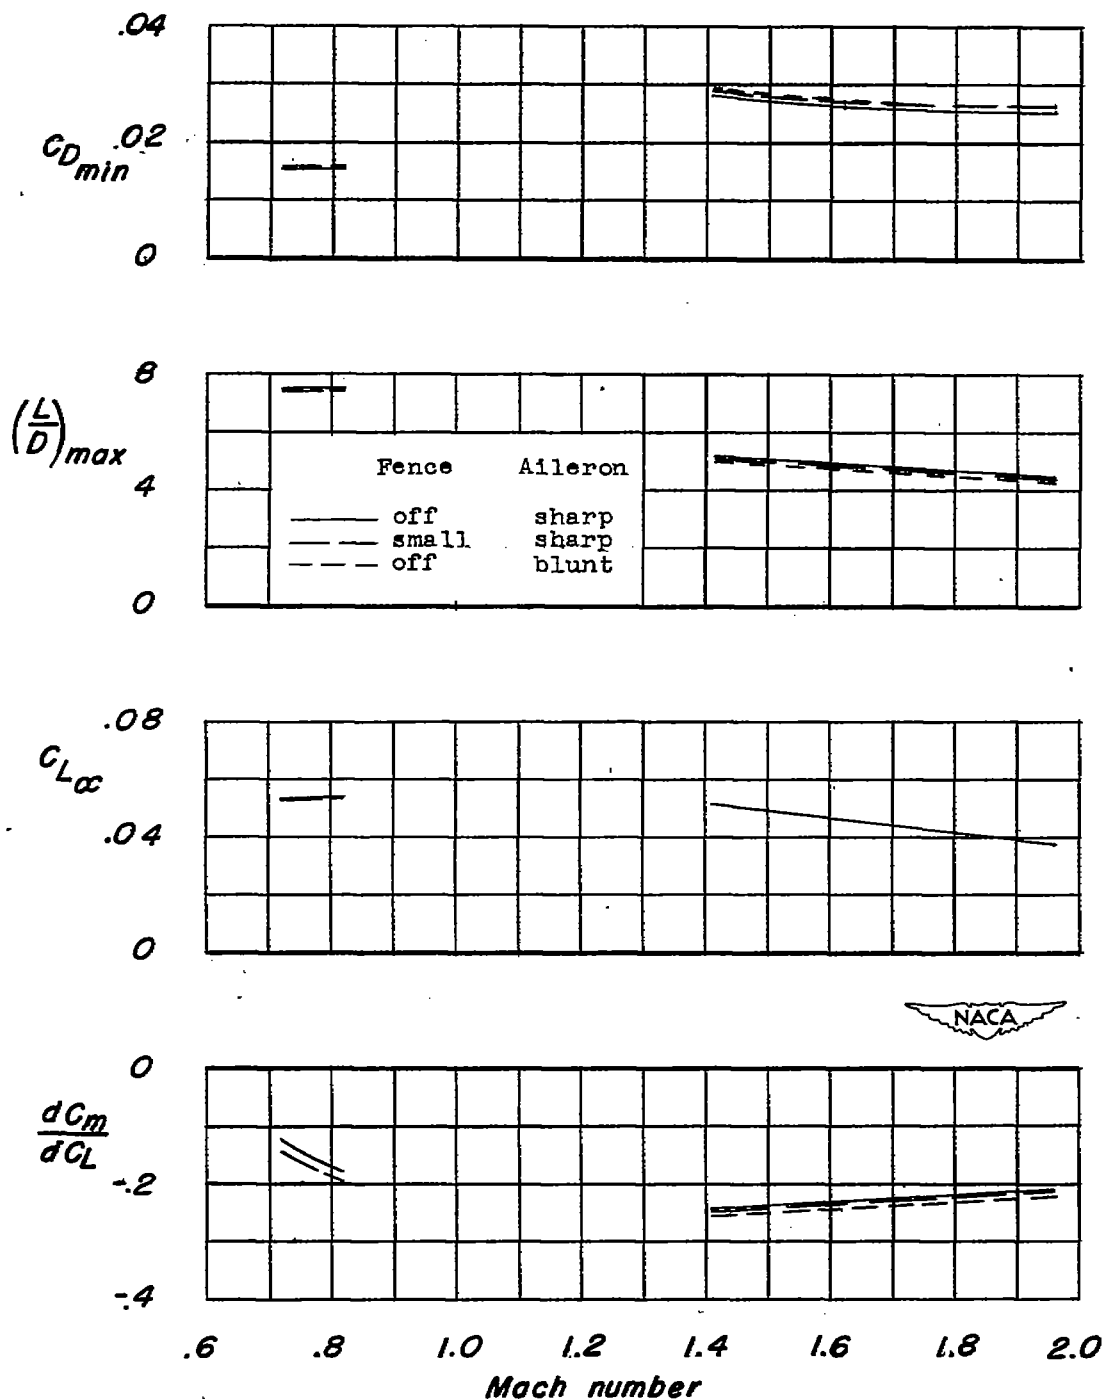 .04
C_Dmin .02
0
8
(L/D)max
4
0
Fence Aileron
off sharp
small sharp
off blunt
.08
C_Lα
.04
0
NACA
0
dCm/dCL
-.2
-.4
.6 .8 1.0 1.2 1.4 1.6 1.8 2.0
Mach number